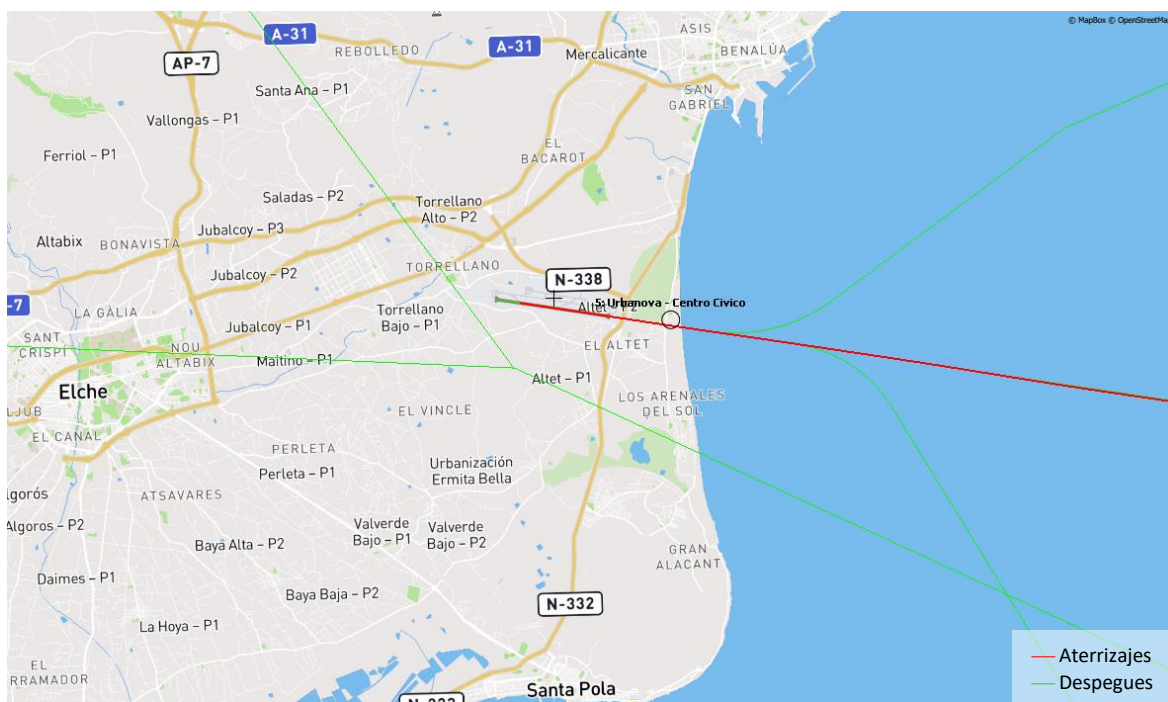 © MapBox © OpenStreetMa
ASIS
A-31
REBOLLEDO
A-31
BENALÚA
Mercalicante
AP-7
Santa Ana – P1
SAN
GABRIEL
Vallongas – P1
EL
BACAROT
Ferriol – P1
Saladas – P2
Torrellano
Alto – P2
Jubalcoy – P3
Altabix
BONAVISTA
Jubalcoy – P2
TORRELLANO
N-338
-7
5: Urbanova - Centro Civico
LA GÀLIA
Torrellano
Bajo – P1
Jubalcoy – P1
SANT
CRISPÍ
NOU
ALTABIX
EL ALTET
Maitino – P1
Elche
Altet – P1
LOS ARENALES
DEL SOL
LJUB
EL VINCLE
EL CANAL
PERLETA
Urbanización
Ermita Bella
Perleta – P1
lgorós
ATSAVARES
Algoros – P2
Valverde
Bajo – P1
Valverde
Bajo – P2
Baya Alta – P2
GRAN
ALACANT
Daimes – P1
Baya Baja – P2
N-332
La Hoya – P1
EL
RRAMADOR
Aterrizajes
Despegues
Santa Pola